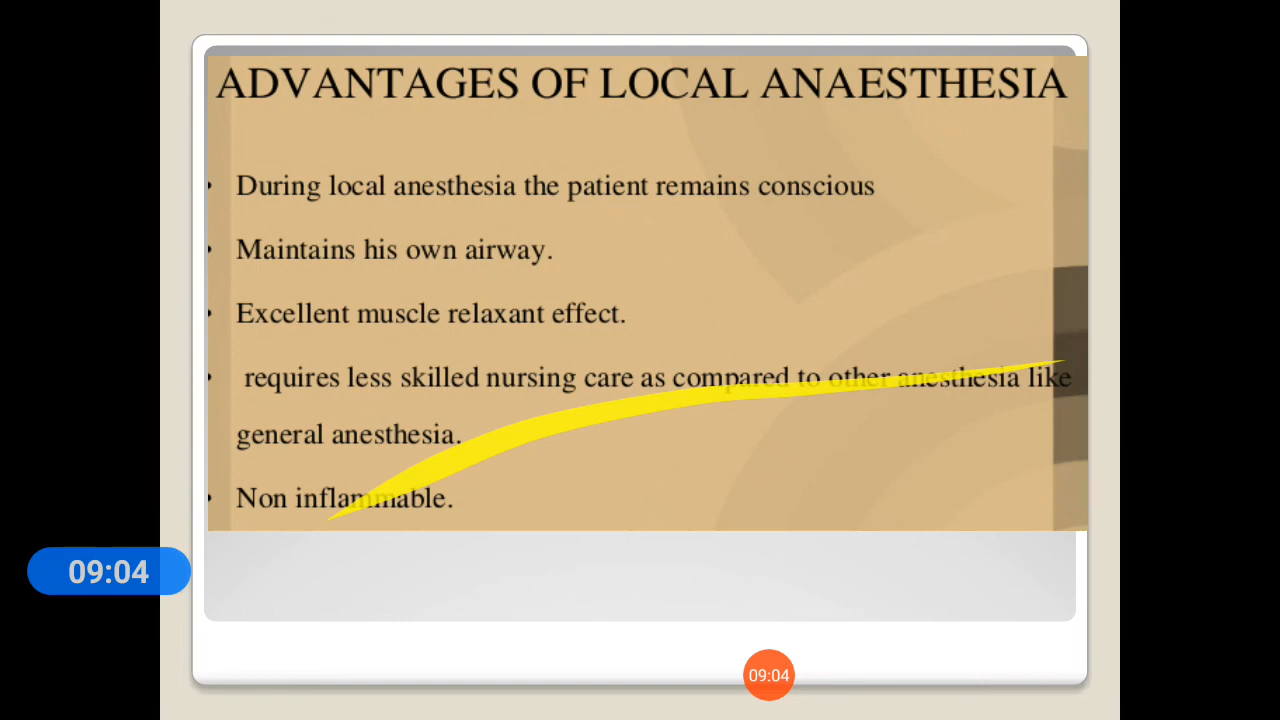 ADVANTAGES OF LOCAL ANAESTHESIA
• During local anesthesia the patient remains conscious
• Maintains his own airway.
• Excellent muscle relaxant effect.
• requires less skilled nursing care as compared to other anesthesia like
general anesthesia.
• Non inflammable.
09:04
09:04